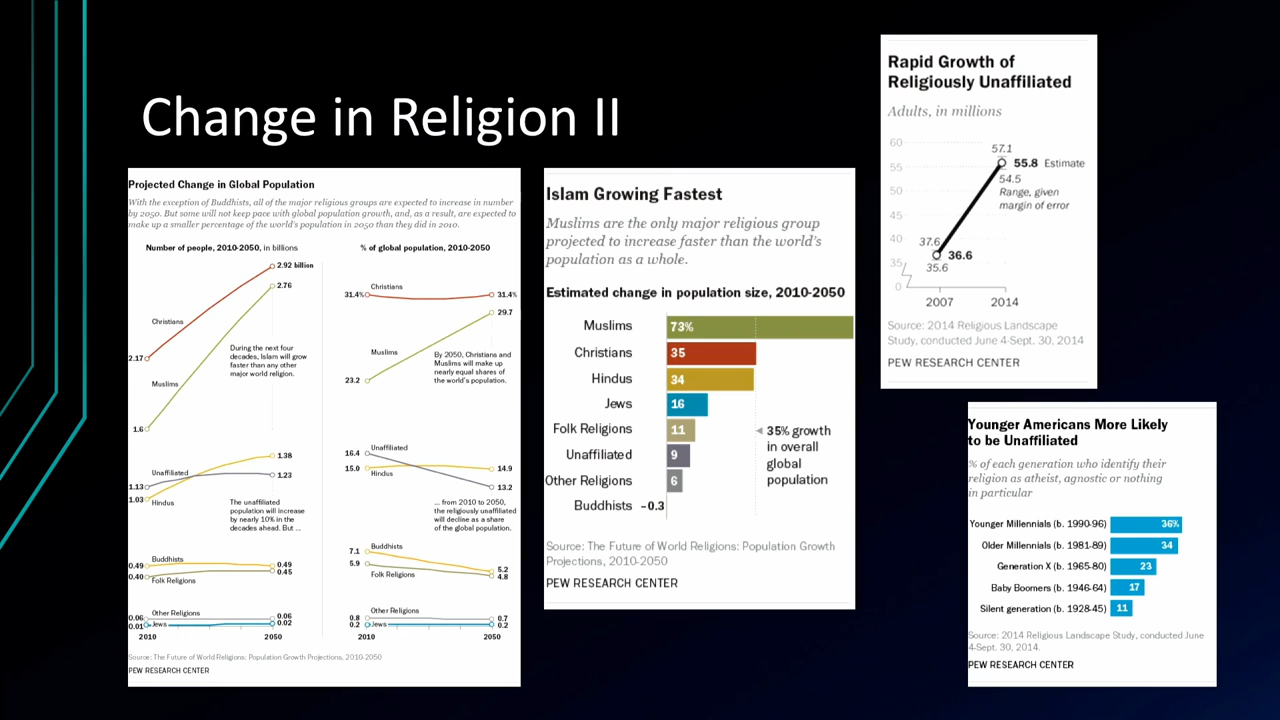 Change in Religion II
Projected Change in Global Population
With the exception of Buddhists, all of the major religious groups are expected to increase in number
by 2050. But some will not keep pace with global population growth, and, as a result, are expected to
make up a smaller percentage of the world's population in 2050 than they did in 2010.
Number of people, 2010-2050, in billions
2.92 billion
2.76
Christians
2.17
During the next four
decades, Islam will grow
faster than any other
major world religion.
Muslims
1.6
1.38
Unaffiliated
1.23
1.13
1.03
Hindus
The unaffiliated
population will increase
by nearly 10% in the
decades ahead. But ...
Buddhists
0.49
0.49
0.45
0.40
Folk Religions
Other Religions
0.06
0.06
0.02
0.01
Jews
2010
2050
% of global population, 2010-2050
Christians
31.4%
31.4%
29.7
Muslims
By 2050, Christians and
Muslims will make up
nearly equal shares of
the world's population.
23.2
Unaffiliated
16.4
15.0
Hindus
14.9
13.2
... from 2010 to 2050,
the religiously unaffiliated
will decline as a share
of the global population.
Buddhists
7.1
5.9
Folk Religions
5.2
4.8
Other Religions
0.8
0.7
0.2
Jews
0.2
2010
2050
Source: The Future of World Religions: Population Growth Projections, 2010-2050
PEW RESEARCH CENTER
Islam Growing Fastest
Muslims are the only major religious group
projected to increase faster than the world's
population as a whole.
Estimated change in population size, 2010-2050
Muslims 73%
Christians 35
Hindus 34
Jews 16
Folk Religions 11
Unaffiliated 9
Other Religions 6
Buddhists -0.3
35% growth
in overall
global
population
Source: The Future of World Religions: Population Growth
Projections, 2010-2050
PEW RESEARCH CENTER
Rapid Growth of
Religiously Unaffiliated
Adults, in millions
60
55
50
45
40
35
0
57.1
55.8 Estimate
54.5
Range, given
margin of error
37.6
36.6
35.6
2007
2014
Source: 2014 Religious Landscape
Study, conducted June 4-Sept. 30, 2014
PEW RESEARCH CENTER
Younger Americans More Likely
to be Unaffiliated
% of each generation who identify their
religion as atheist, agnostic or nothing
in particular
Younger Millennials (b. 1990-96) 36%
Older Millennials (b. 1981-89) 34
Generation X (b. 1965-80) 23
Baby Boomers (b. 1946-64) 17
Silent generation (b. 1928-45) 11
Source: 2014 Religious Landscape Study, conducted June
4-Sept. 30, 2014.
PEW RESEARCH CENTER